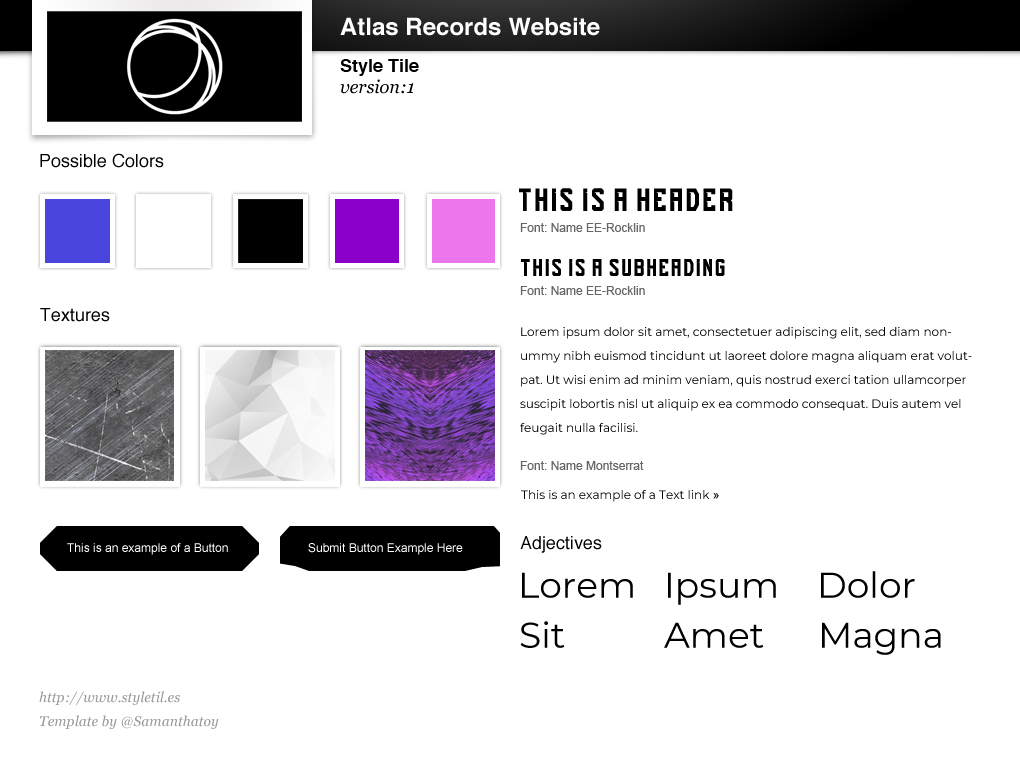 Atlas Records Website
Style Tile
version:1
Possible Colors
Textures
This is an example of a Button
Submit Button Example Here
THIS IS A HEADER
Font: Name EE-Rocklin
THIS IS A SUBHEADING
Font: Name EE-Rocklin
Lorem ipsum dolor sit amet, consectetuer adipiscing elit, sed diam non-
ummy nibh euismod tincidunt ut laoreet dolore magna aliquam erat volut-
pat. Ut wisi enim ad minim veniam, quis nostrud exerci tation ullamcorper
suscipit lobortis nisl ut aliquip ex ea commodo consequat. Duis autem vel
feugait nulla facilisi.
Font: Name Montserrat
This is an example of a Text link »
Adjectives
Lorem Ipsum Dolor
Sit Amet Magna
http://www.styletil.es
Template by @Samanthatoy